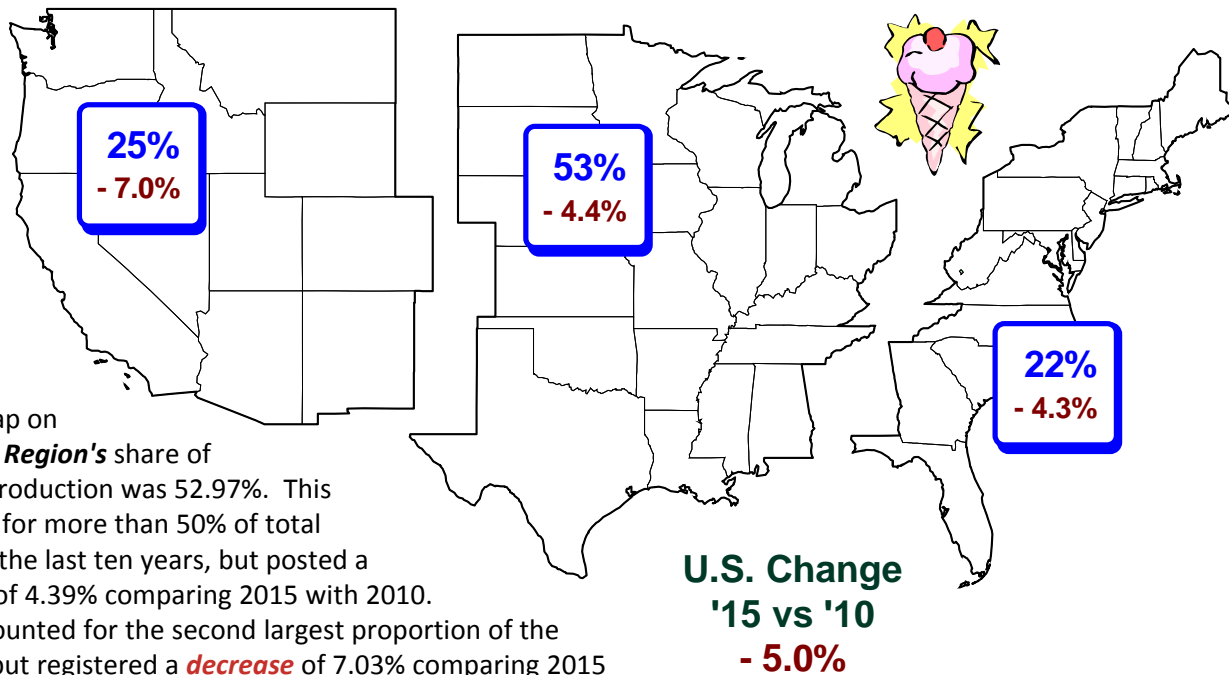 25%
- 7.0%
53%
- 4.4%
22%
- 4.3%
ap on
Region's share of
roduction was 52.97%. This
for more than 50% of total
the last ten years, but posted a
of 4.39% comparing 2015 with 2010.
ounted for the second largest proportion of the
but registered a decrease of 7.03% comparing 2015
U.S. Change
'15 vs '10
- 5.0%